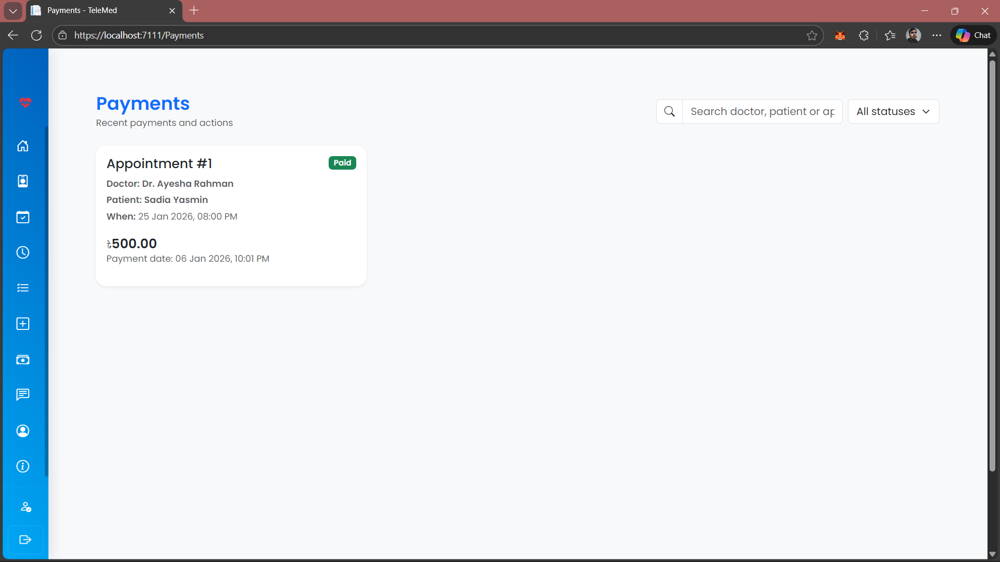 Payments - TeleMed
https://localhost:7111/Payments
Chat
Payments
Recent payments and actions
Search doctor, patient or ap
All statuses
Appointment #1
Paid
Doctor: Dr. Ayesha Rahman
Patient: Sadia Yasmin
When: 25 Jan 2026, 08:00 PM
৳500.00
Payment date: 06 Jan 2026, 10:01 PM